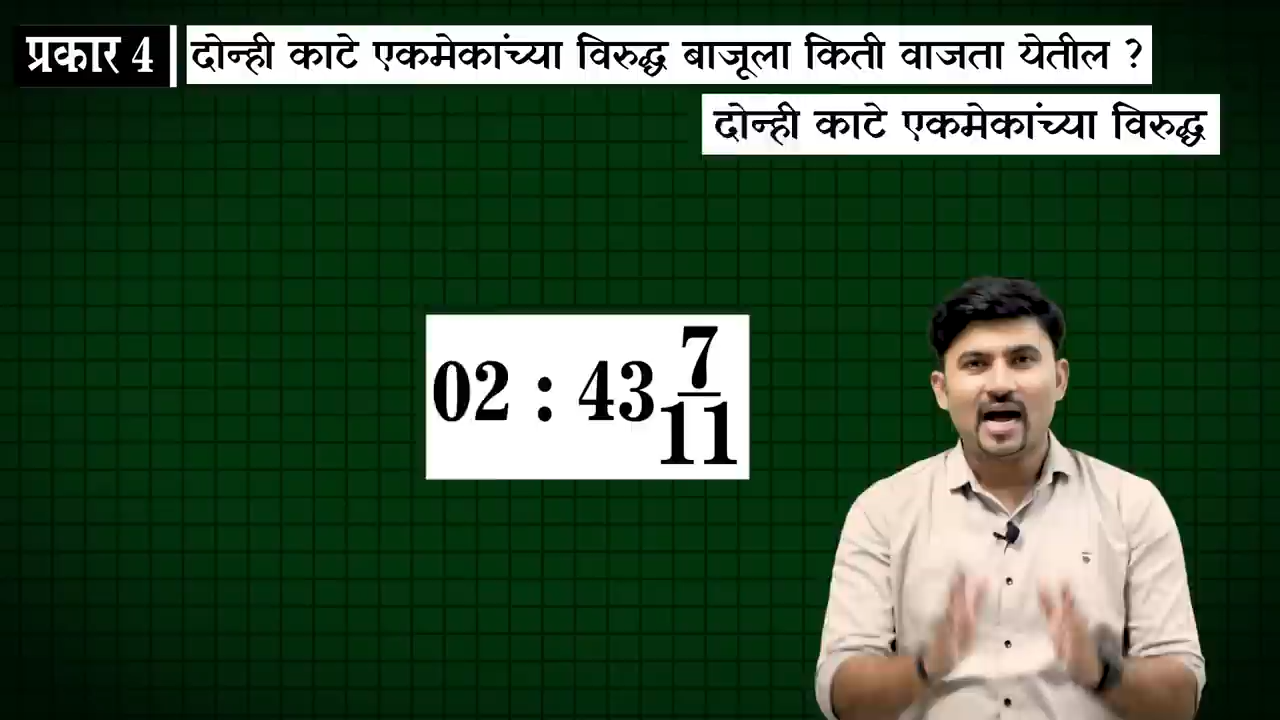 प्रकार 4 दोन्ही काटे एकमेकांच्या विरुद्ध बाजूला किती वाजता येतील ?
दोन्ही काटे एकमेकांच्या विरुद्ध
02 : 43 7/11